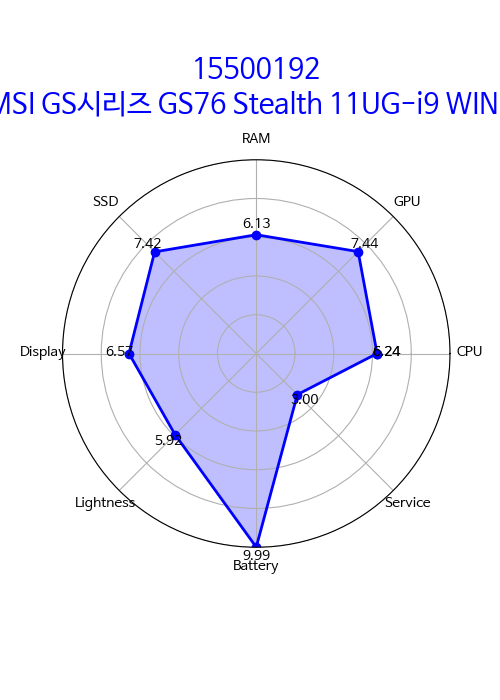 15500192
MSI GS시리즈 GS76 Stealth 11UG-i9 WIN
RAM
SSD
GPU
7.42
6.13
7.44
Display
6.57
6.24
CPU
5.92
3.00
Lightness
Service
9.99
Battery